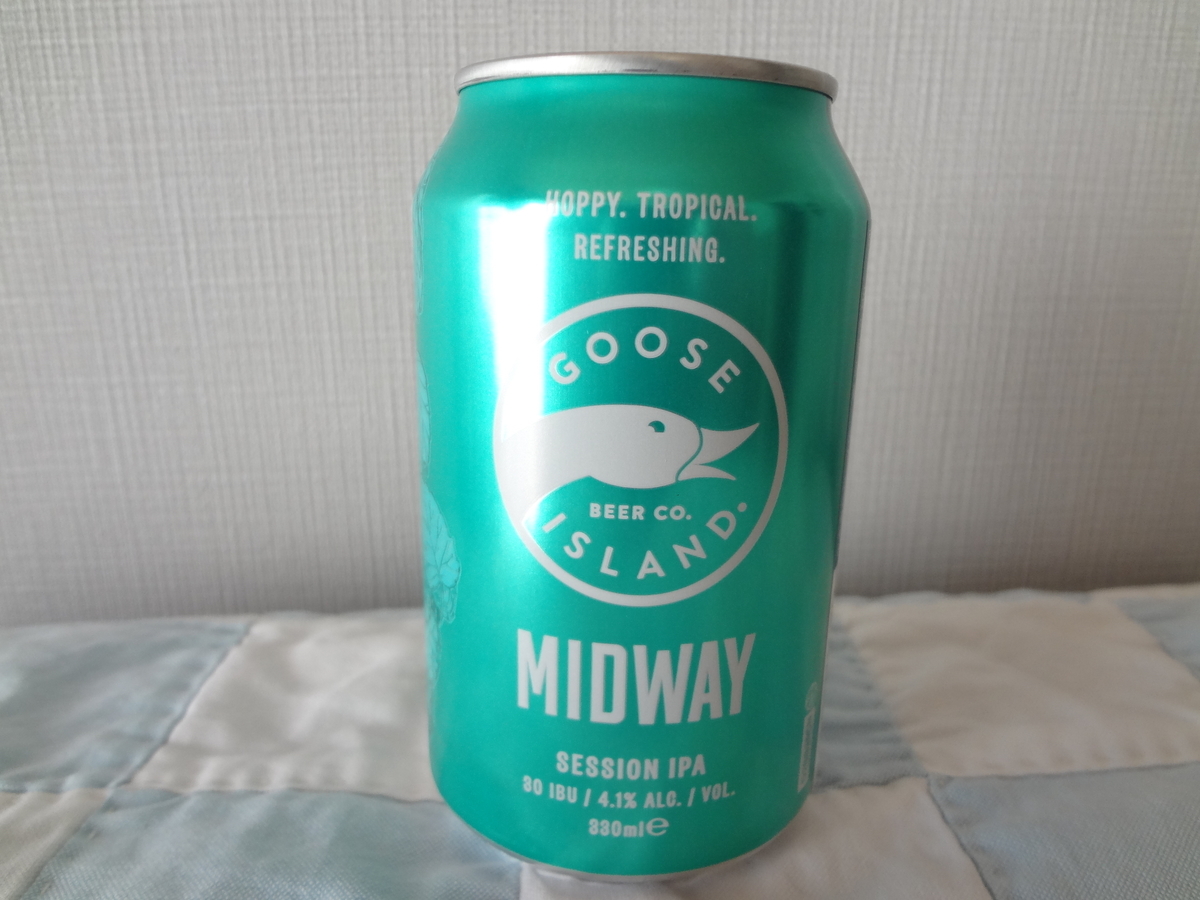 HOPPY. TROPICAL.
REFRESHING.
GOOSE
BEER CO.
ISLAND.
MIDWAY
SESSION IPA
30 IBU / 4.1% ALC. / VOL.
330ml℮